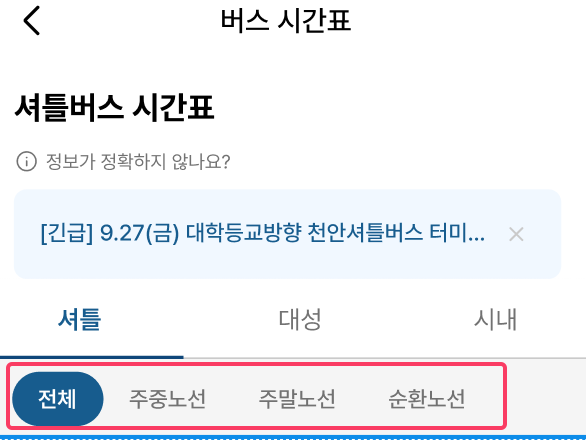 버스 시간표
셔틀버스 시간표
정보가 정확하지 않나요?
[긴급] 9.27(금) 대학등교방향 천안셔틀버스 터미...
셔틀 대성 시내
전체 주중노선 주말노선 순환노선